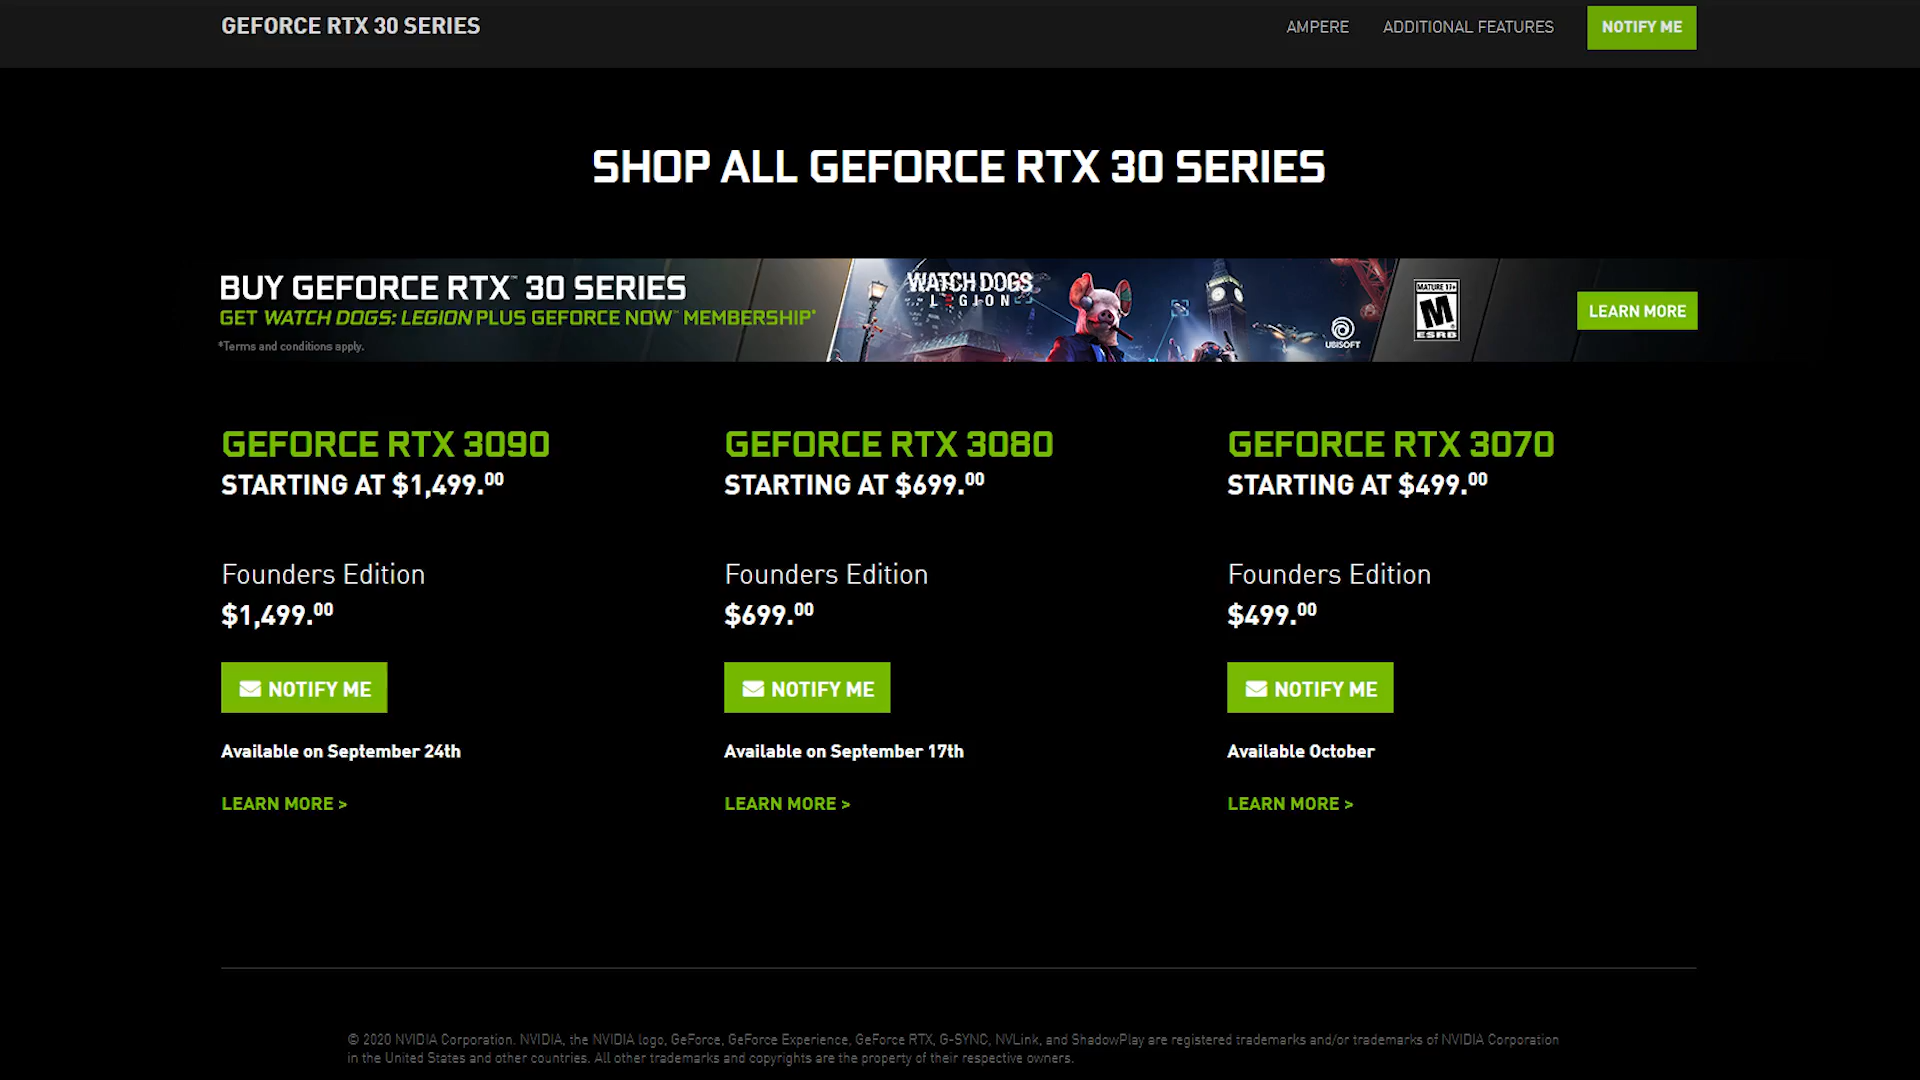 GEFORCE RTX 30 SERIES
AMPERE
ADDITIONAL FEATURES
NOTIFY ME
SHOP ALL GEFORCE RTX 30 SERIES
BUY GEFORCE RTX™ 30 SERIES
GET WATCH DOGS: LEGION PLUS GEFORCE NOW™ MEMBERSHIP*
*Terms and conditions apply.
WATCH DOGS
LEGION
UBISOFT
MATURE 17+
M
ESRB
LEARN MORE
GEFORCE RTX 3090
STARTING AT $1,499.00
Founders Edition
$1,499.00
NOTIFY ME
Available on September 24th
LEARN MORE >
GEFORCE RTX 3080
STARTING AT $699.00
Founders Edition
$699.00
NOTIFY ME
Available on September 17th
LEARN MORE >
GEFORCE RTX 3070
STARTING AT $499.00
Founders Edition
$499.00
NOTIFY ME
Available October
LEARN MORE >
© 2020 NVIDIA Corporation. NVIDIA, the NVIDIA logo, GeForce, GeForce Experience, GeForce RTX, G-SYNC, NVLink, and ShadowPlay are registered trademarks and/or trademarks of NVIDIA Corporation
in the United States and other countries. All other trademarks and copyrights are the property of their respective owners.